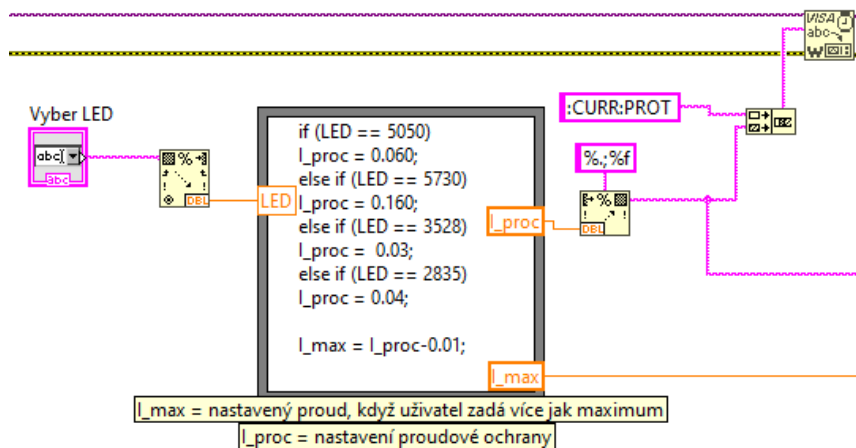 VISA
abc
W
Vyber LED
:CURR:PROT
abc
abc
%
DBL
LED
if (LED == 5050)
I_proc = 0.060;
else if (LED == 5730)
I_proc = 0.160;
else if (LED == 3528)
I_proc =  0.03;
else if (LED == 2835)
I_proc = 0.04;
I_max = I_proc-0.01;
%.;%f
I_proc
%
DBL
I_max
I_max = nastavený proud, když uživatel zadá více jak maximum
I_proc = nastavení proudové ochrany